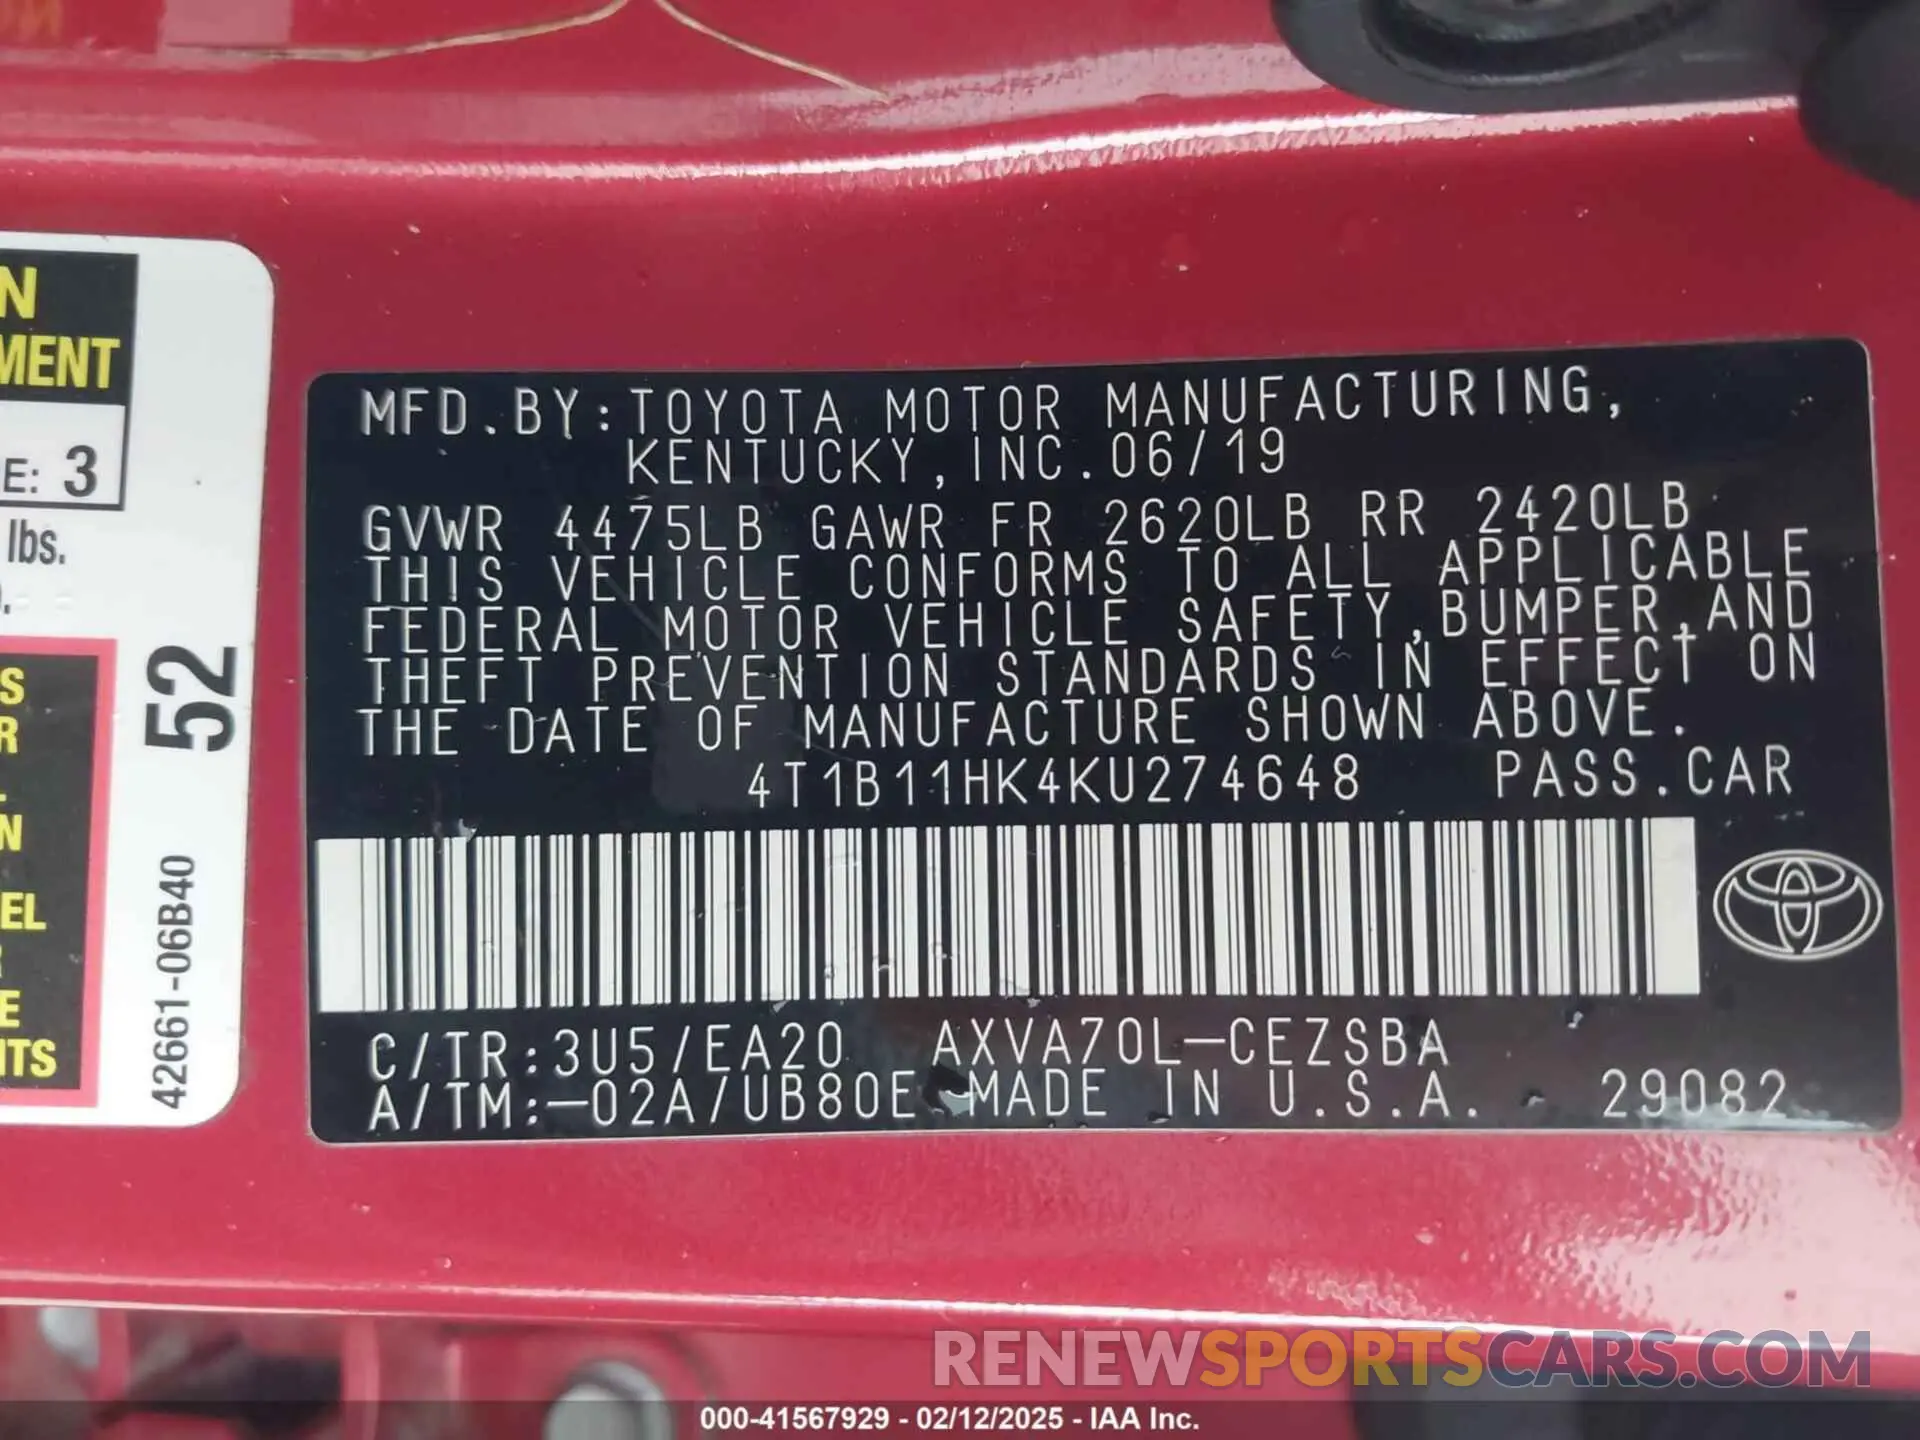 N
MENT
E: 3
lbs.
S
R
N
EL
R
E
ITS
52
42661-06B40
MFD.BY:TOYOTA MOTOR MANUFACTURING,
KENTUCKY,INC.06/19
GVWR 4475LB GAWR FR 2620LB RR 2420LB
THIS VEHICLE CONFORMS TO ALL APPLICABLE
FEDERAL MOTOR VEHICLE SAFETY,BUMPER,AND
THEFT PREVENTION STANDARDS IN EFFECT ON
THE DATE OF MANUFACTURE SHOWN ABOVE.
4T1B11HK4KU274648 PASS.CAR
C/TR:3U5/EA20 AXVA70L-CEZSBA
A/TM:-02A/UB80E MADE IN U.S.A. 29082
RENEWSPORTSCARS.COM
000-41567929 - 02/12/2025 - IAA Inc.